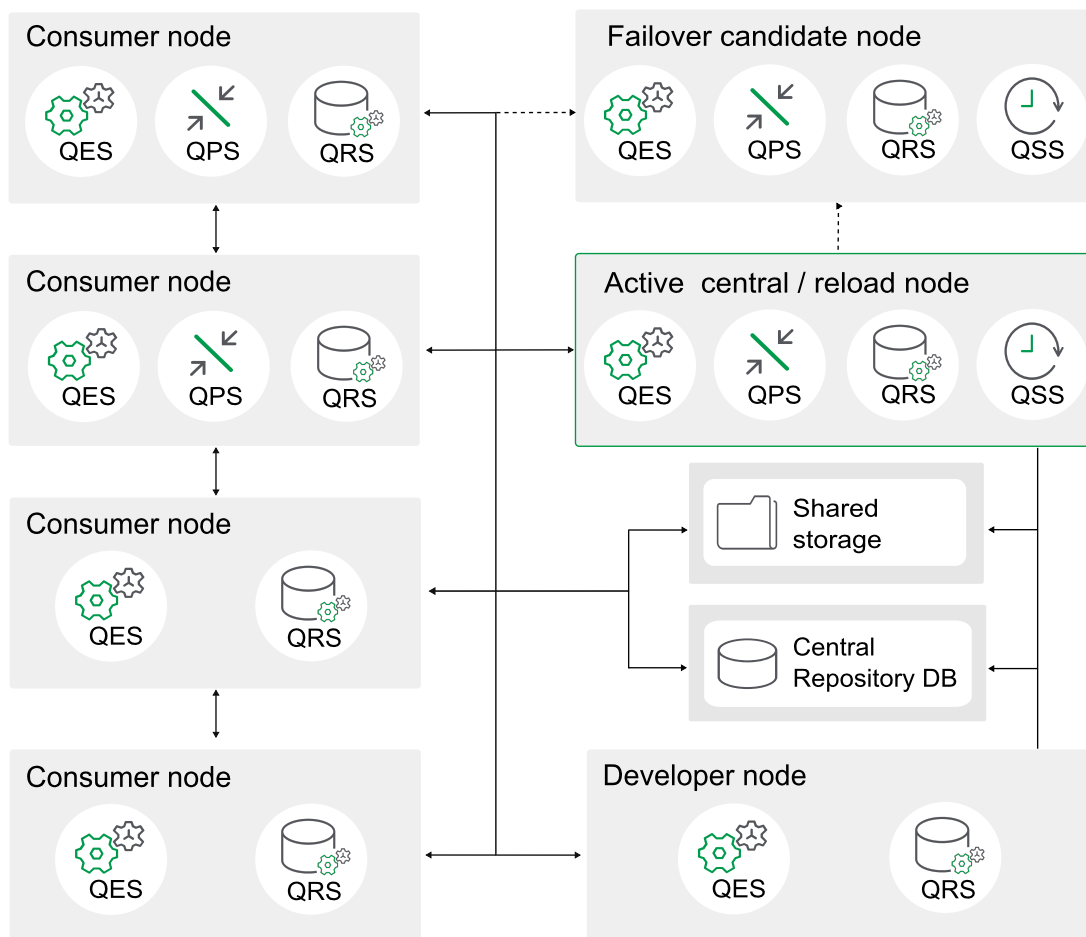 Consumer node
QES
QPS
QRS
Failover candidate node
QES
QPS
QRS
QSS
Consumer node
QES
QPS
QRS
Active central / reload node
QES
QPS
QRS
QSS
Consumer node
QES
QRS
Shared
storage
Central
Repository DB
Consumer node
QES
QRS
Developer node
QES
QRS